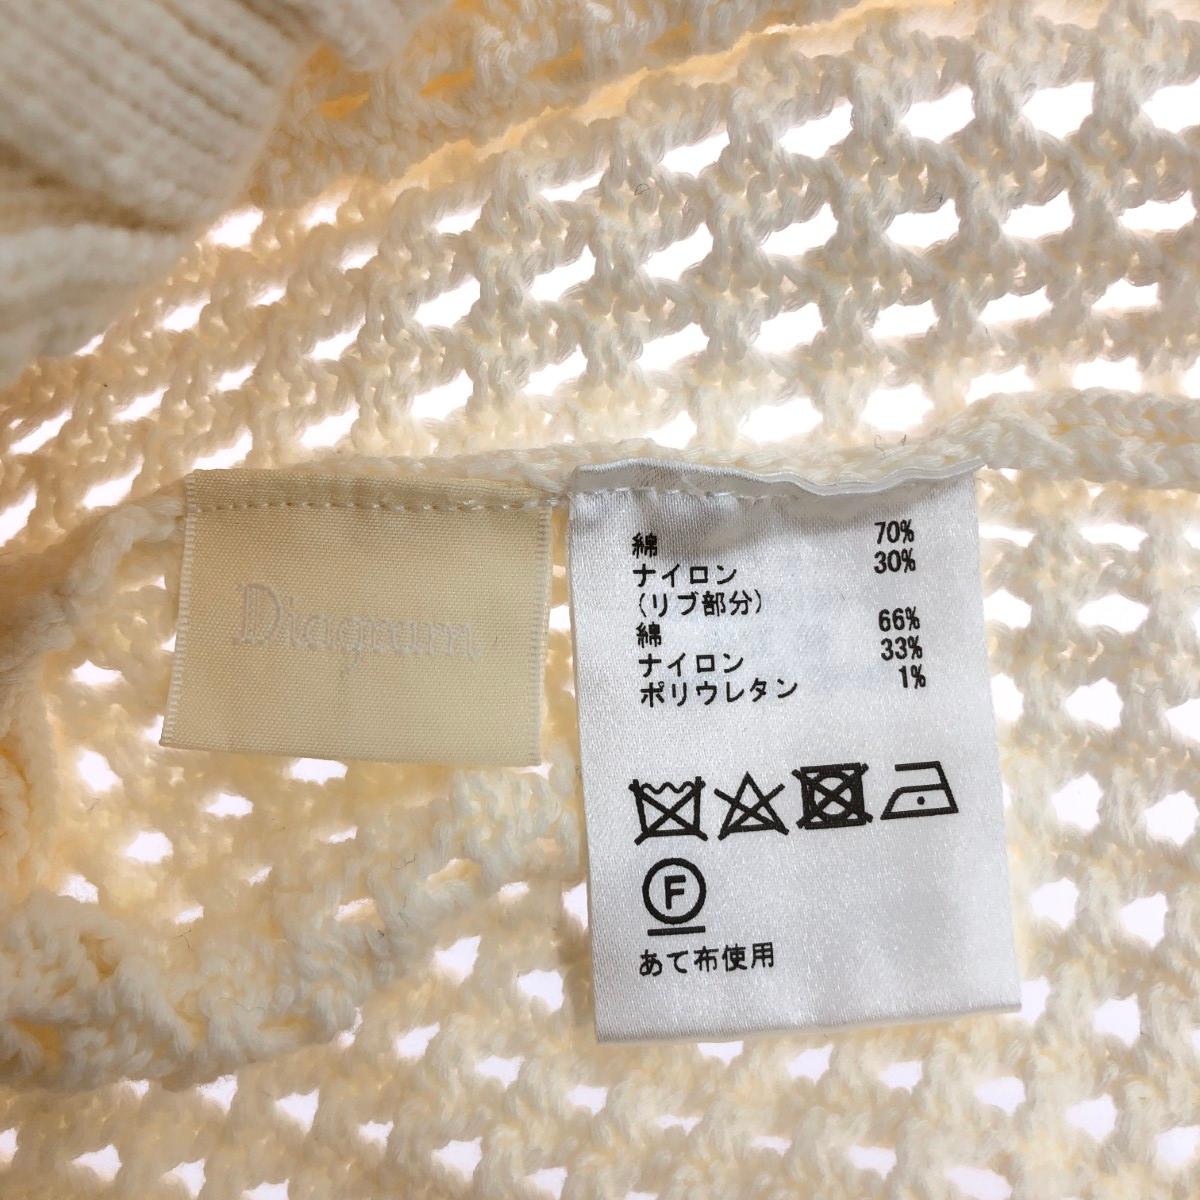 Diagram
綿 70%
ナイロン 30%
(リブ部分)
綿 66%
ナイロン 33%
ポリウレタン 1%
F
あて布使用